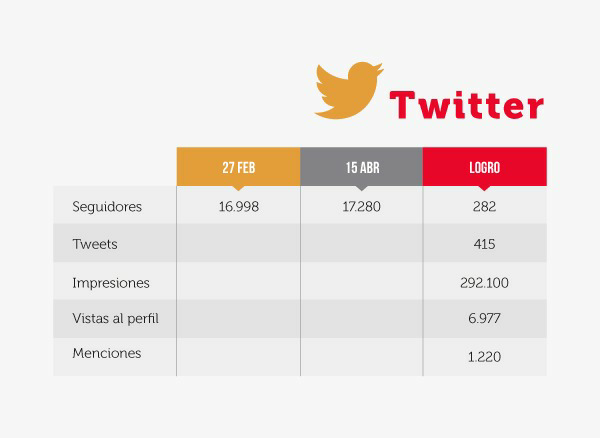 Twitter
27 FEB 15 ABR LOGRO
Seguidores 16.998 17.280 282
Tweets 415
Impresiones 292.100
Vistas al perfil 6.977
Menciones 1.220